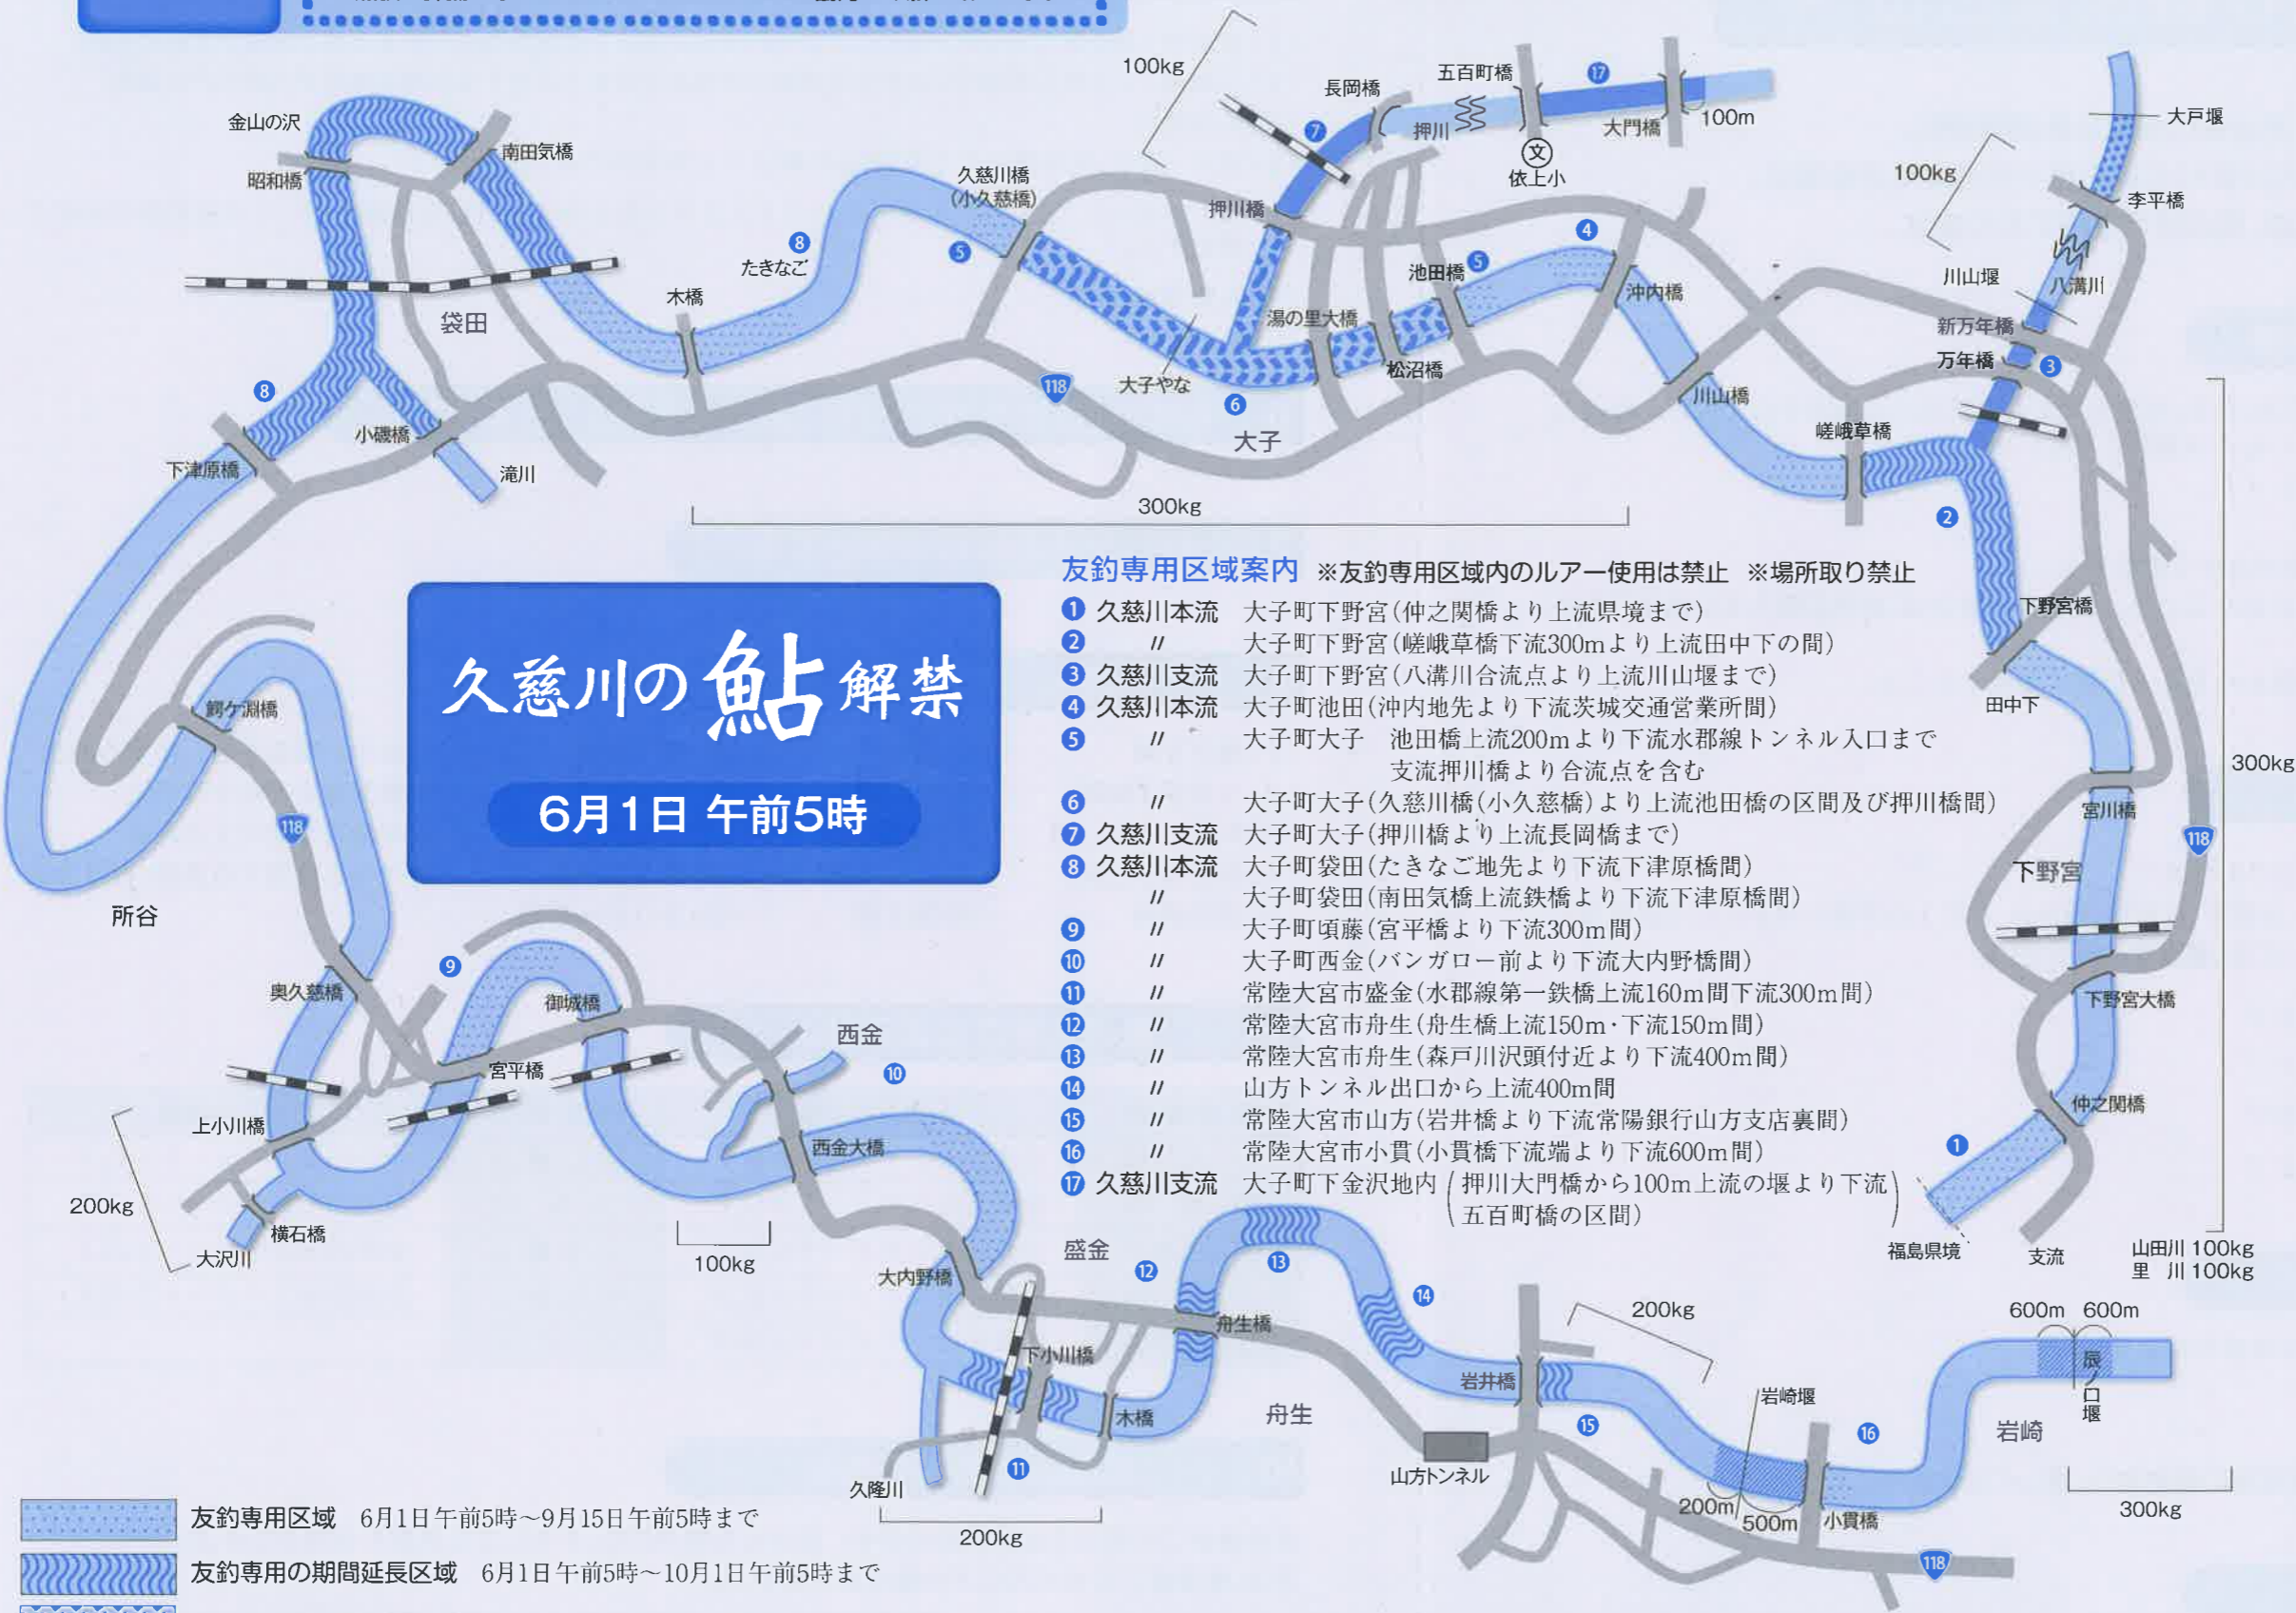 100kg
長岡橋
五百町橋
17
押川
大門橋
100m
文
依上小
7
押川橋
大戸堰
100kg
李平橋
川山堰
八溝川
新万年橋
万年橋
3
金山の沢
昭和橋
南田気橋
袋田
8
下津原橋
小磯橋
滝川
木橋
8
たきなご
久慈川橋
(小久慈橋)
5
大子やな
118
6
大子
湯の里大橋
松沼橋
池田橋
5
4
沖内橋
川山橋
嵯峨草橋
2
300kg
下野宮橋
田中下
宮川橋
118
300kg
下野宮
下野宮大橋
仲之関橋
1
福島県境
支流
山田川 100kg
里 川 100kg
久慈川の鮎解禁
6月1日 午前5時
友釣専用区域案内 ※友釣専用区域内のルアー使用は禁止 ※場所取り禁止
1 久慈川本流 大子町下野宮(仲之関橋より上流県境まで)
2 〃 大子町下野宮(嵯峨草橋下流300mより上流田中下の間)
3 久慈川支流 大子町下野宮(八溝川合流点より上流川山堰まで)
4 久慈川本流 大子町池田(沖内地先より下流茨城交通営業所間)
5 〃 大子町大子 池田橋上流200mより下流水郡線トンネル入口まで
支流押川橋より合流点を含む
6 〃 大子町大子(久慈川橋(小久慈橋)より上流池田橋の区間及び押川橋間)
7 久慈川支流 大子町大子(押川橋より上流長岡橋まで)
8 久慈川本流 大子町袋田(たきなご地先より下流下津原橋間)
〃 大子町袋田(南田気橋上流鉄橋より下流下津原橋間)
9 〃 大子町頃藤(宮平橋より下流300m間)
10 〃 大子町西金(バンガロー前より下流大内野橋間)
11 〃 常陸大宮市盛金(水郡線第一鉄橋上流160m間下流300m間)
12 〃 常陸大宮市舟生(舟生橋上流150m・下流150m間)
13 〃 常陸大宮市舟生(森戸川沢頭付近より下流400m間)
14 〃 山方トンネル出口から上流400m間
15 〃 常陸大宮市山方(岩井橋より下流常陽銀行山方支店裏間)
16 〃 常陸大宮市小貫(小貫橋下流端より下流600m間)
17 久慈川支流 大子町下金沢地内(押川大門橋から100m上流の堰より下流
五百町橋の区間)
鰐ケ淵橋
118
所谷
奥久慈橋
9
御城橋
宮平橋
上小川橋
200kg
横石橋
大沢川
西金
10
西金大橋
100kg
大内野橋
盛金
12
13
14
舟生橋
下小川橋
木橋
11
久隆川
200kg
舟生
山方トンネル
岩井橋
15
200kg
岩崎堰
200m
500m
小貫橋
16
118
岩崎
600m 600m
辰ノ口堰
300kg
友釣専用区域 6月1日午前5時～9月15日午前5時まで
友釣専用の期間延長区域 6月1日午前5時～10月1日午前5時まで